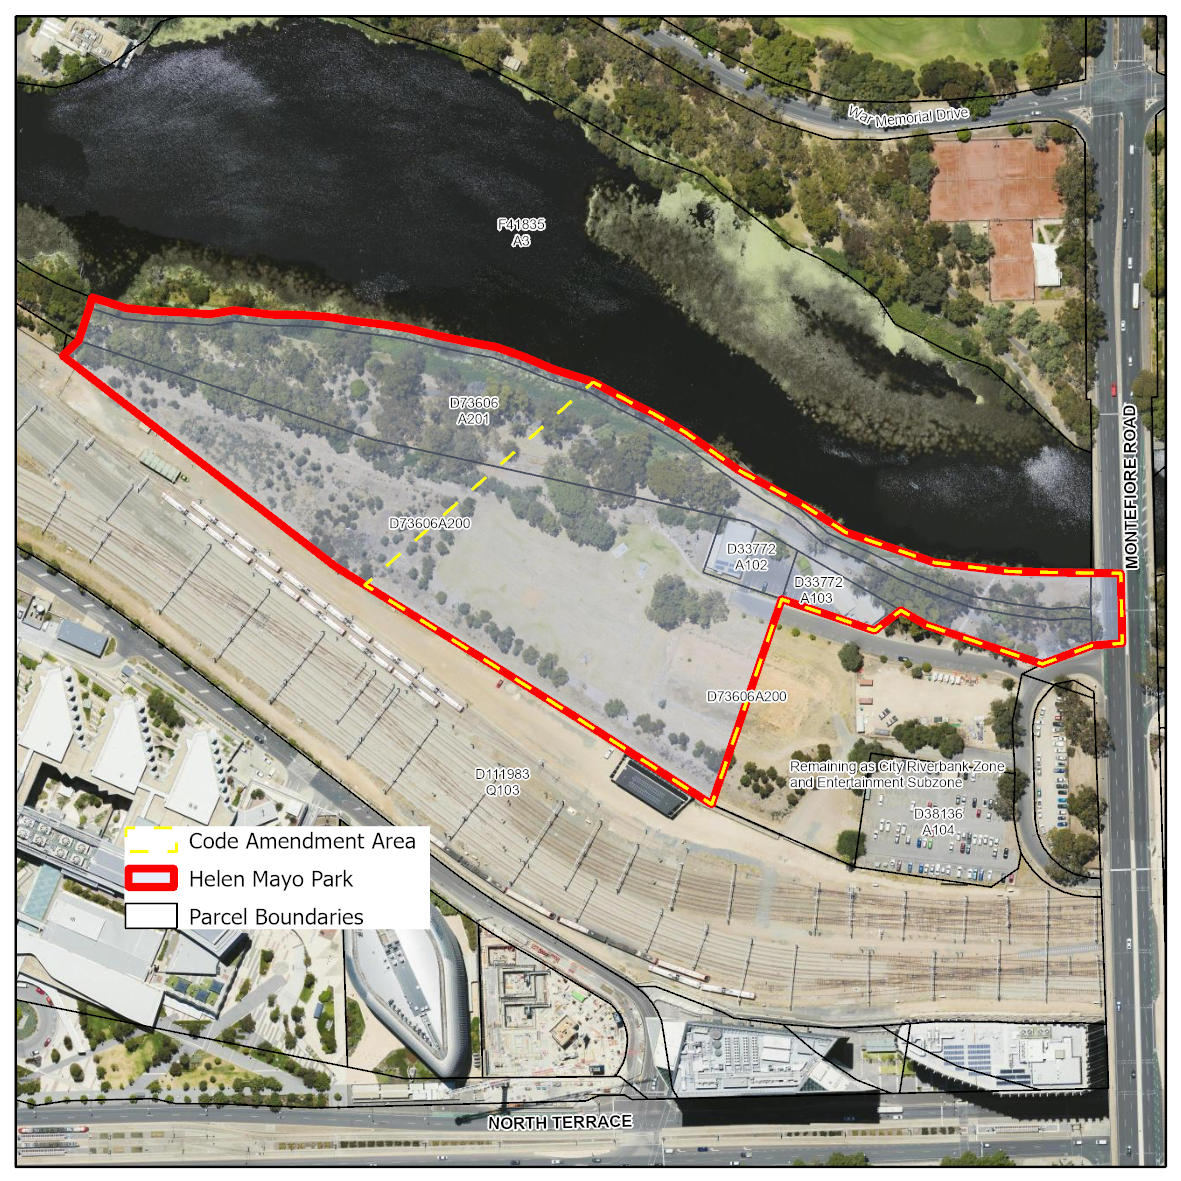 War Memorial Drive
F41835
A3
D73606
A201
MONTEFIORE ROAD
D73606A200
D33772
A102
D33772
A103
D73606A200
Remaining as City Riverbank Zone
and Entertainment Subzone
D111983
Q103
D38136
A104
Code Amendment Area
Helen Mayo Park
Parcel Boundaries
NORTH TERRACE